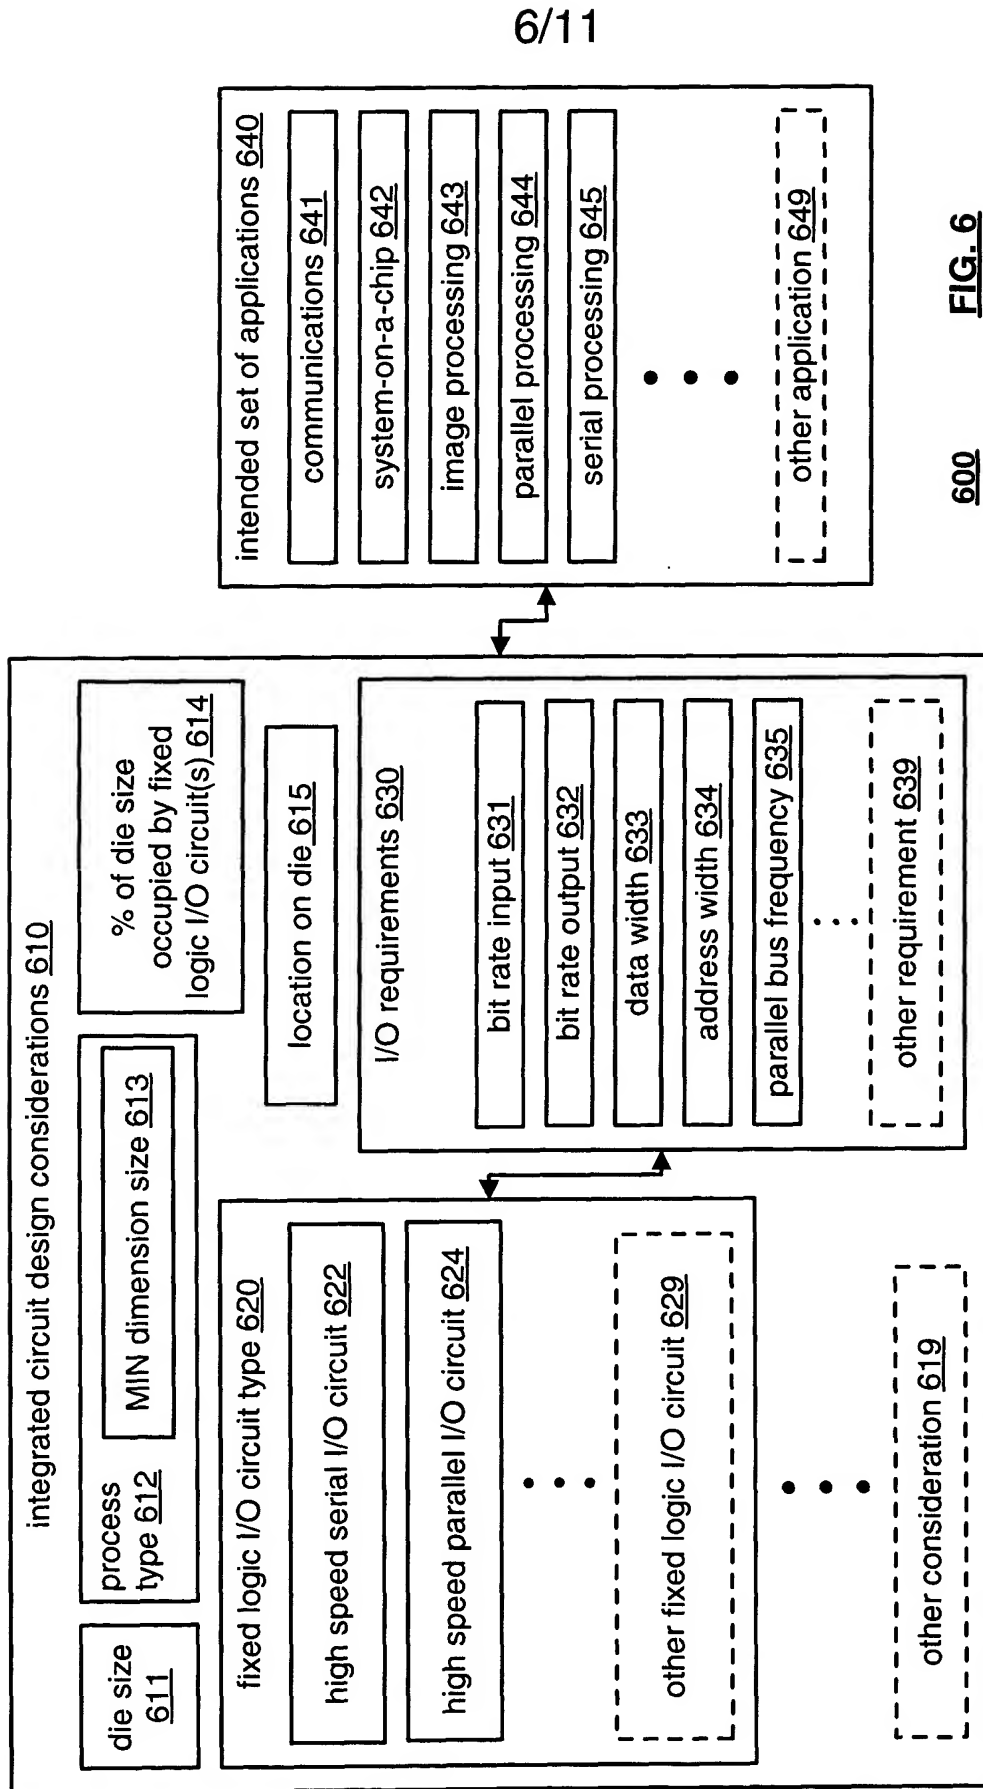 6/11
integrated circuit design considerations 610
die size
611
process
type 612
MIN dimension size 613
% of die size
occupied by fixed
logic I/O circuit(s) 614
location on die 615
fixed logic I/O circuit type 620
high speed serial I/O circuit 622
high speed parallel I/O circuit 624
other fixed logic I/O circuit 629
other consideration 619
I/O requirements 630
bit rate input 631
bit rate output 632
data width 633
address width 634
parallel bus frequency 635
other requirement 639
intended set of applications 640
communications 641
system-on-a-chip 642
image processing 643
parallel processing 644
serial processing 645
other application 649
600
FIG. 6